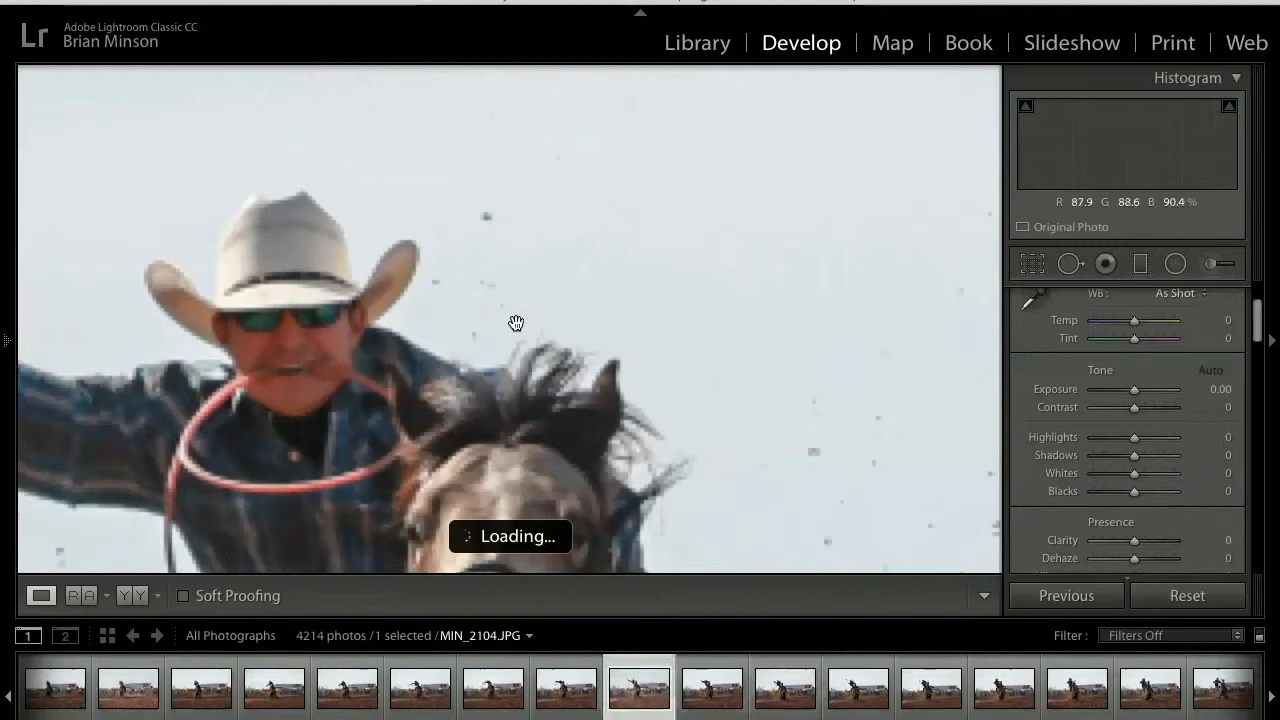 Lr
Adobe Lightroom Classic CC
Brian Minson
Library
Develop
Map
Book
Slideshow
Print
Web
Histogram
R 87.9 G 88.6 B 90.4 %
Original Photo
WB : As Shot
Temp 0
Tint 0
Tone Auto
Exposure 0.00
Contrast 0
Highlights 0
Shadows 0
Whites 0
Blacks 0
Presence
Clarity 0
Dehaze 0
Loading...
R A
Y Y
Soft Proofing
Previous
Reset
1
2
All Photographs
4214 photos / 1 selected / MIN_2104.JPG
Filter :
Filters Off